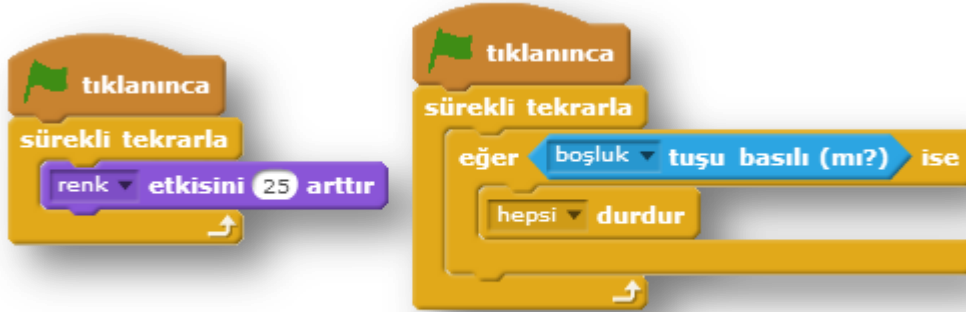 tıklanınca
sürekli tekrarla
renk etkisini 25 arttır
tıklanınca
sürekli tekrarla
eğer boşluk tuşu basılı (mı?) ise
hepsi durdur